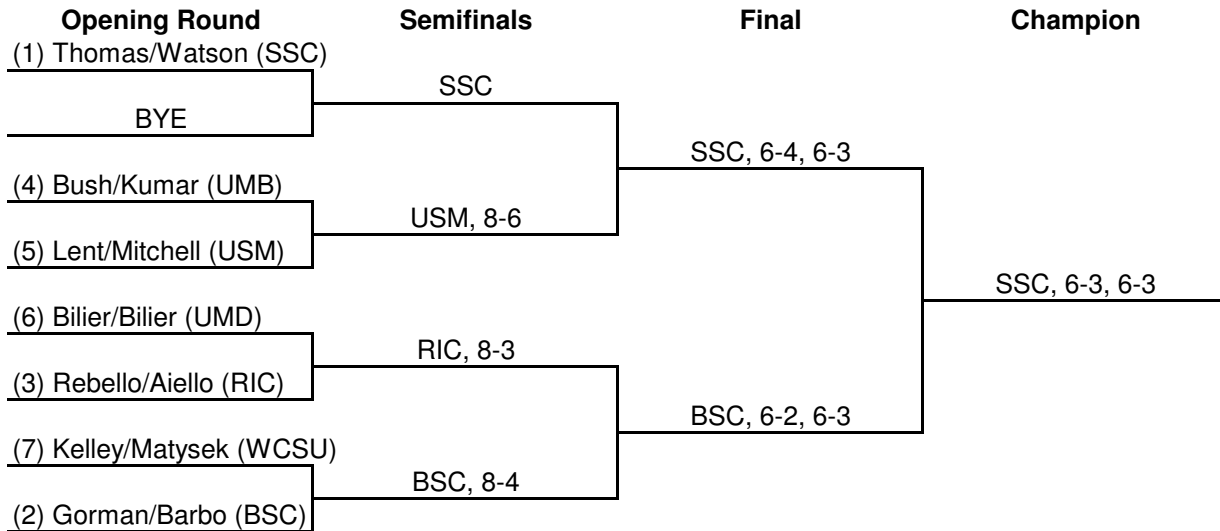 Opening Round Semifinals Final Champion
(1) Thomas/Watson (SSC)
SSC
BYE
SSC, 6-4, 6-3
(4) Bush/Kumar (UMB)
USM, 8-6
(5) Lent/Mitchell (USM)
SSC, 6-3, 6-3
(6) Bilier/Bilier (UMD)
RIC, 8-3
(3) Rebello/Aiello (RIC)
BSC, 6-2, 6-3
(7) Kelley/Matysek (WCSU)
BSC, 8-4
(2) Gorman/Barbo (BSC)